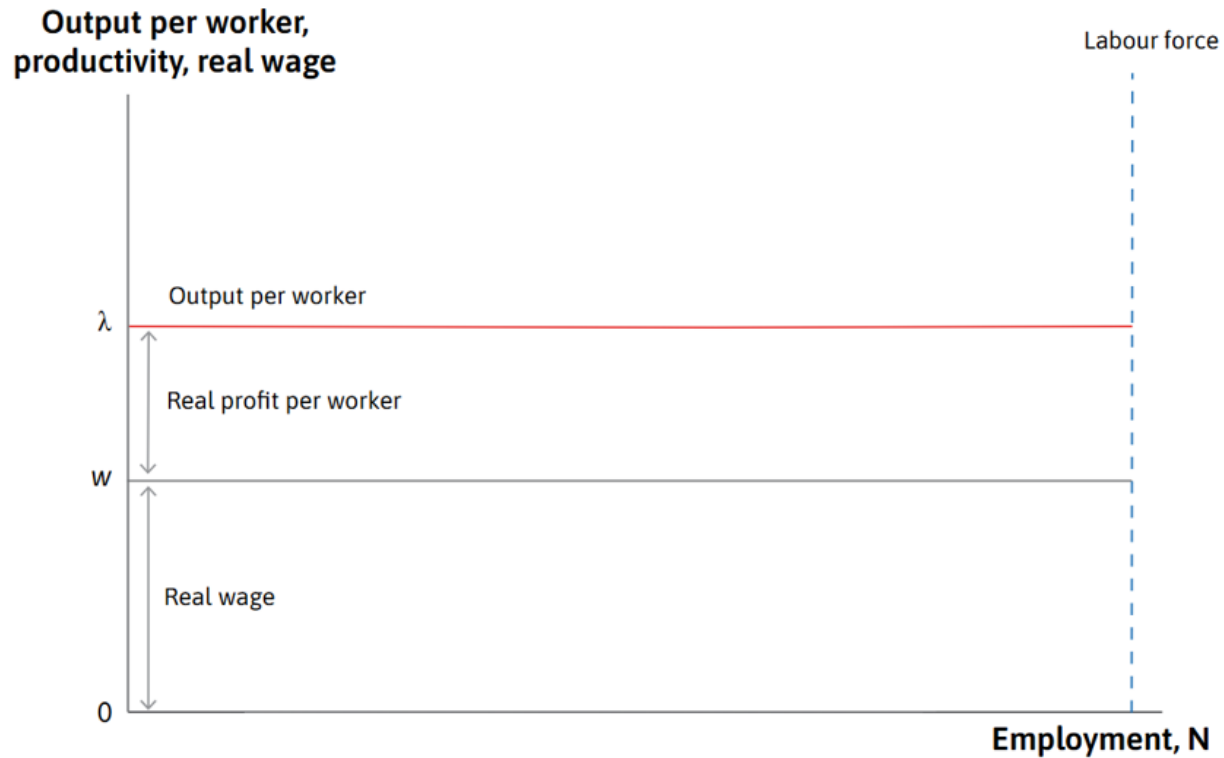 Output per worker,
productivity, real wage
Labour force
Output per worker
λ
Real profit per worker
w
Real wage
0
Employment, N